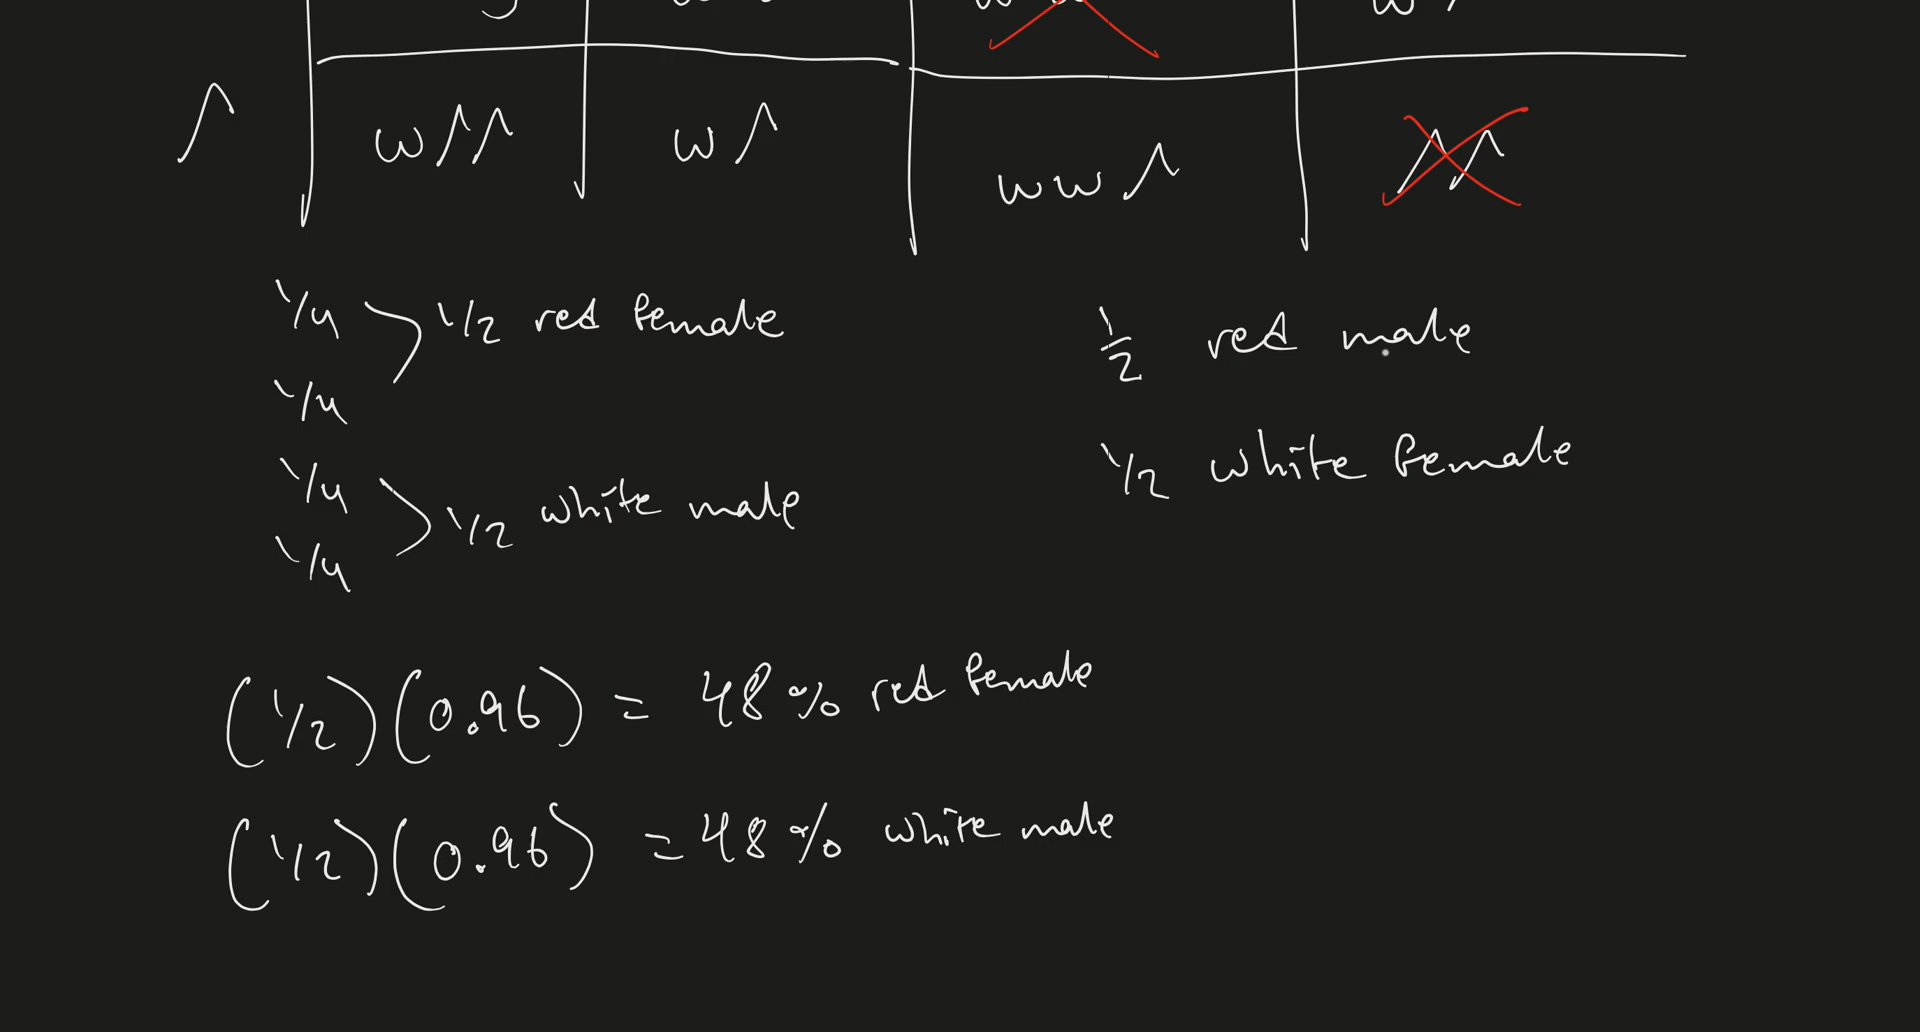 w w
w w w
1/4
1/2 red female
1/2 red male
1/4
1/4
1/2 white male
1/2 white female
1/4
(1/2)(0.96) = 48% red female
(1/2)(0.96) = 48% white male